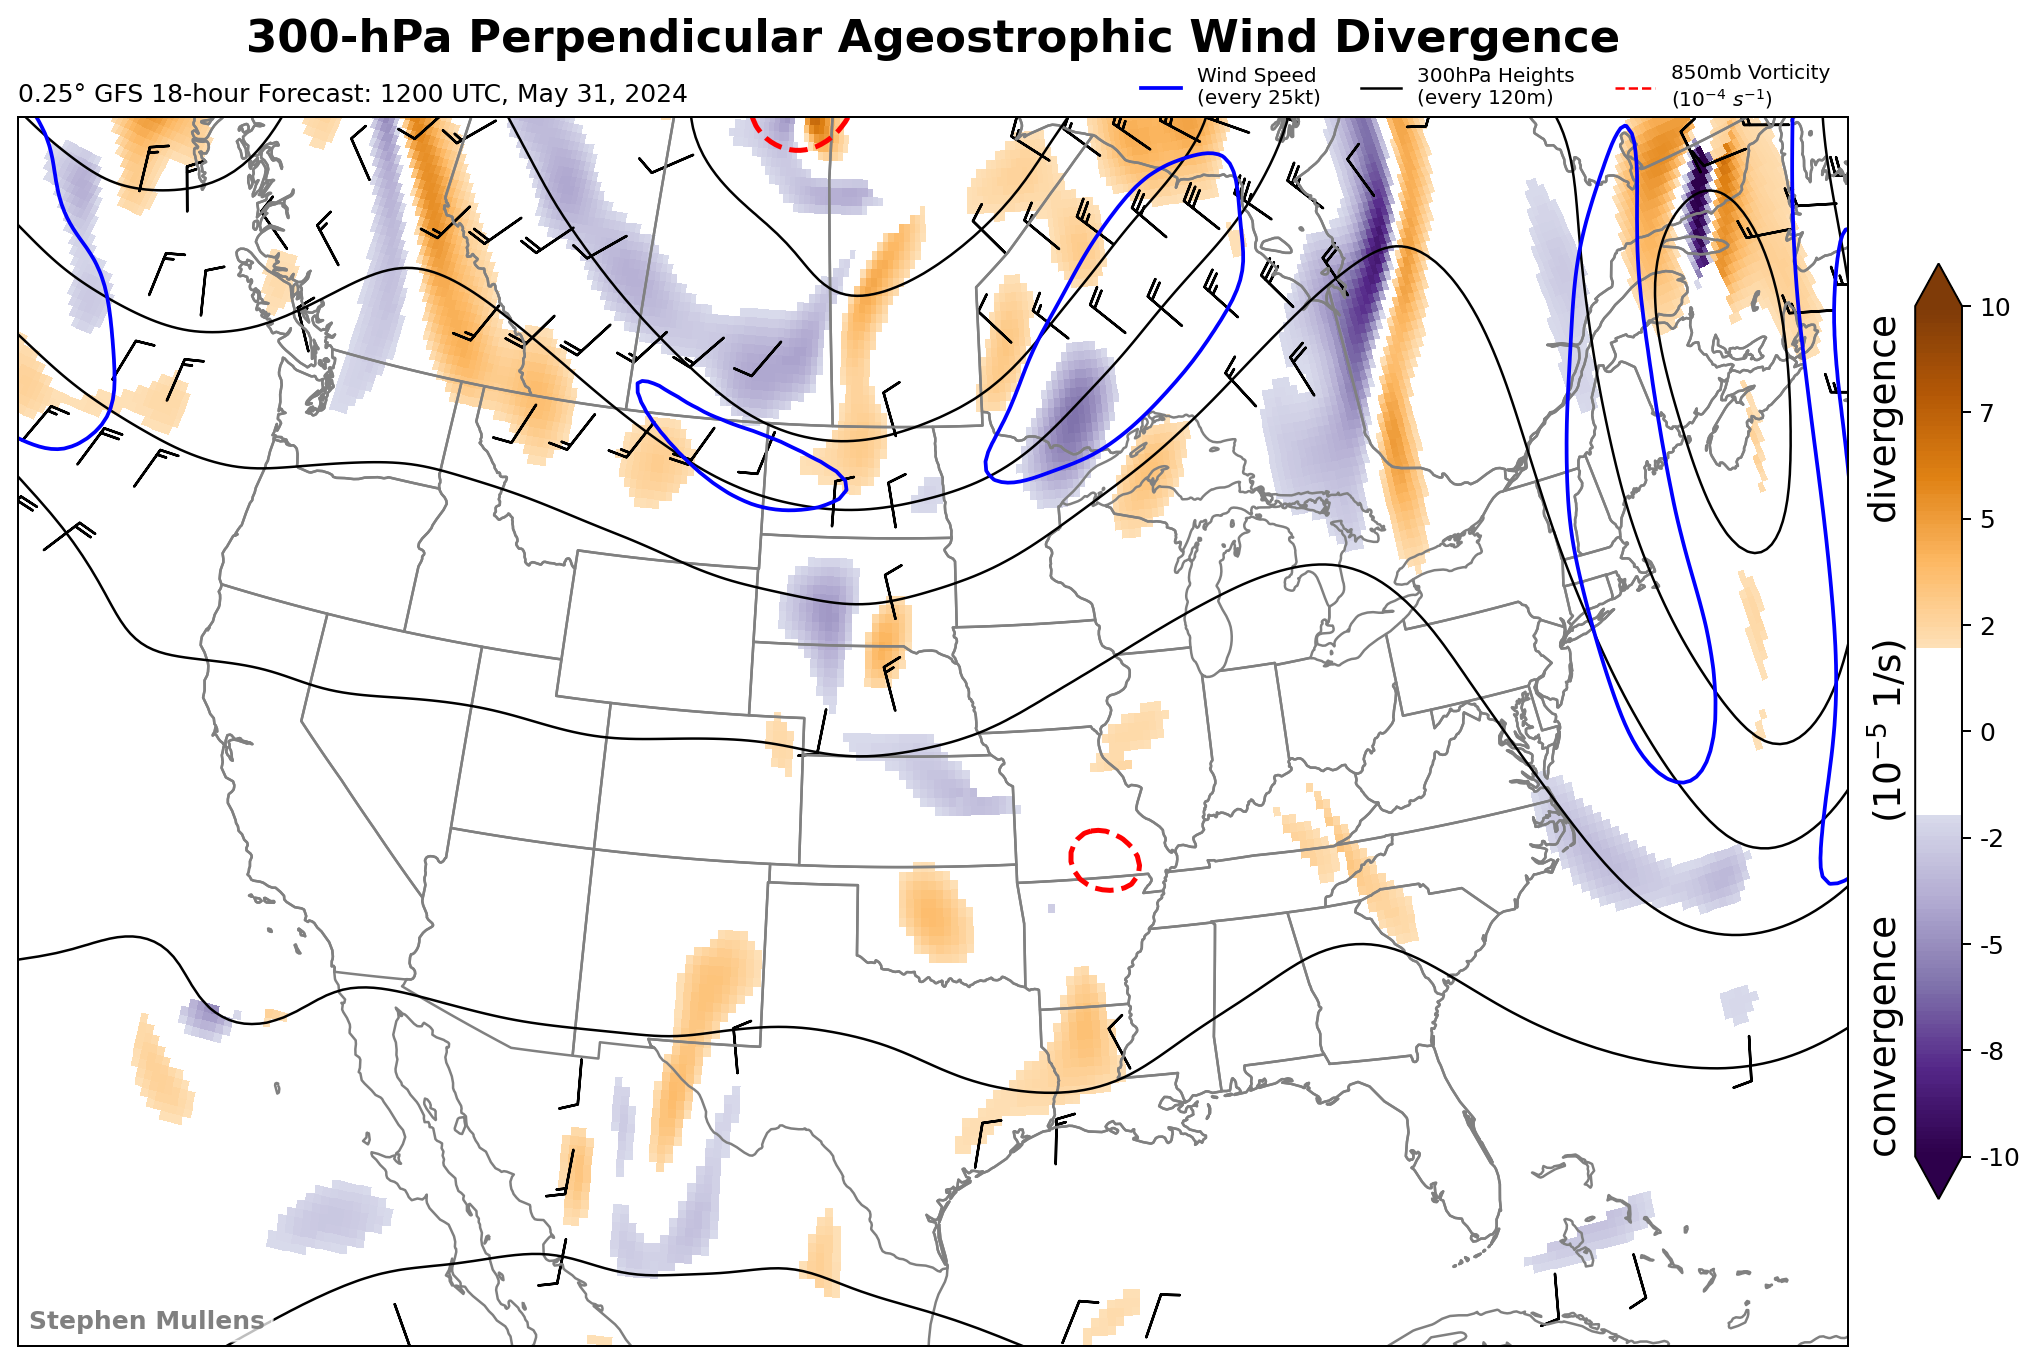 300-hPa Perpendicular Ageostrophic Wind Divergence
0.25° GFS 18-hour Forecast: 1200 UTC, May 31, 2024
Wind Speed
(every 25kt)
300hPa Heights
(every 120m)
850mb Vorticity
(10⁻⁴ s⁻¹)
10
7
5
2
0
-2
-5
-8
-10
convergence (10⁻⁵ 1/s) divergence
Stephen Mullens